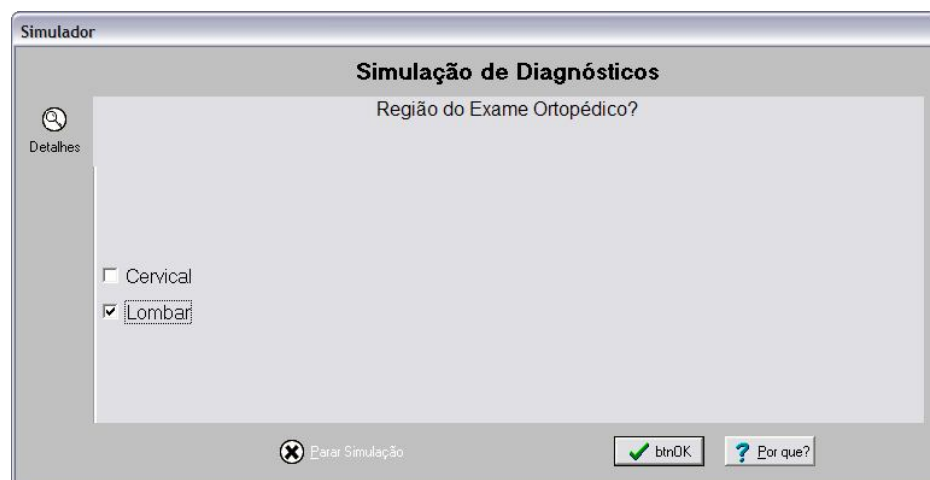 Simulador
Simulação de Diagnósticos
Região do Exame Ortopédico?
Detalhes
Cervical
Lombar
Parar Simulação
btnOK
Por que?